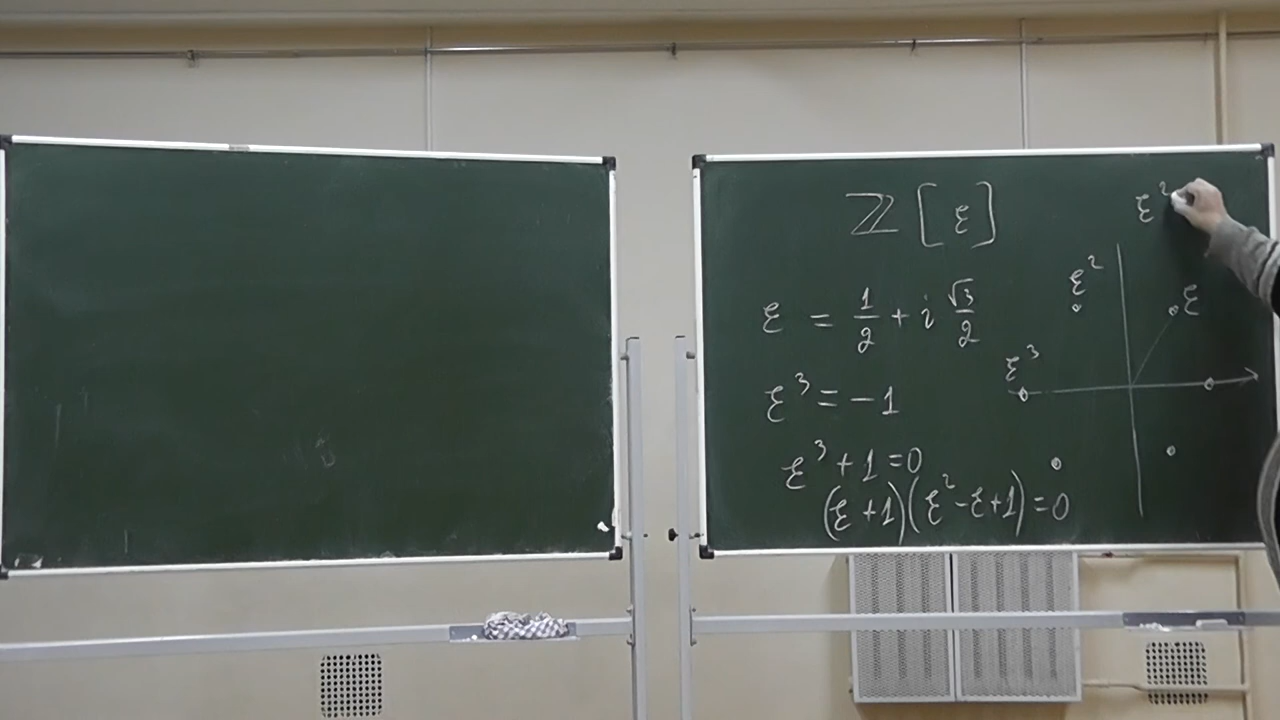 ℤ [ε]
ε = 1/2 + i √3/2
ε³ = −1
ε³ + 1 = 0
(ε + 1)(ε² − ε + 1) = 0
ε²
ε²
ε
ε³